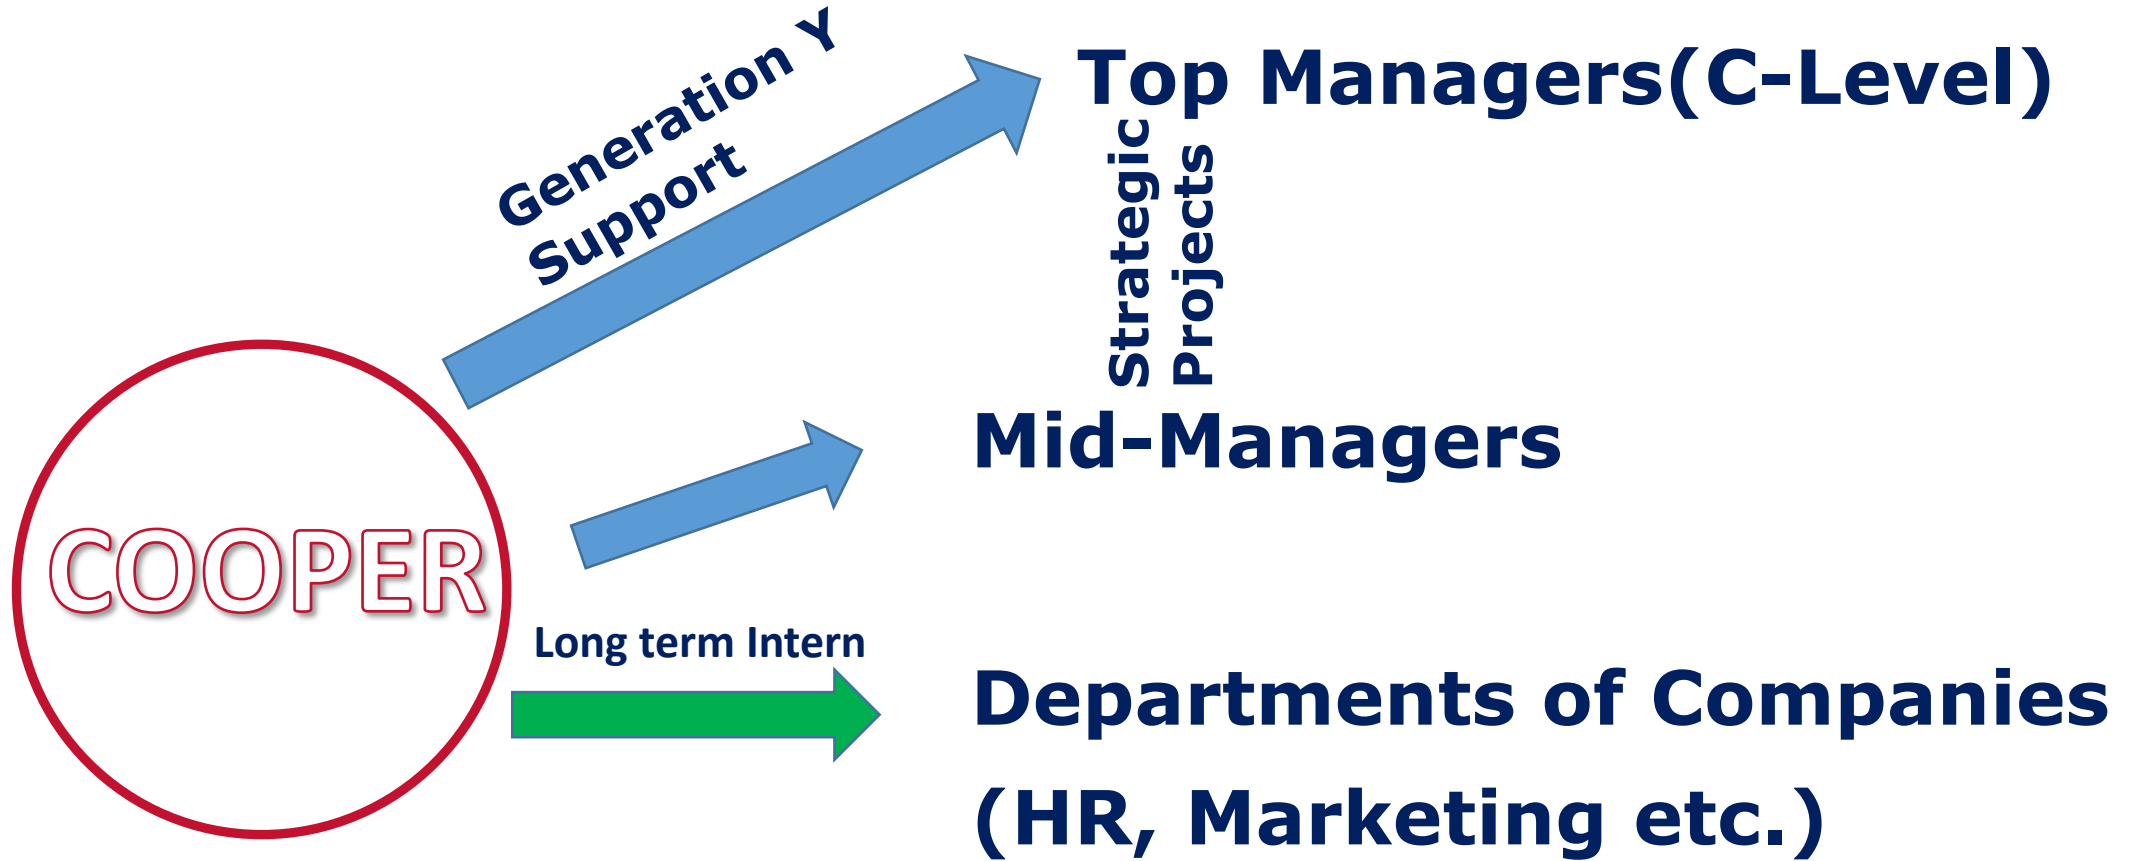 Generation Y
Support
Top Managers(C-Level)
Strategic
Projects
Mid-Managers
COOPER
Long term Intern
Departments of Companies
(HR, Marketing etc.)